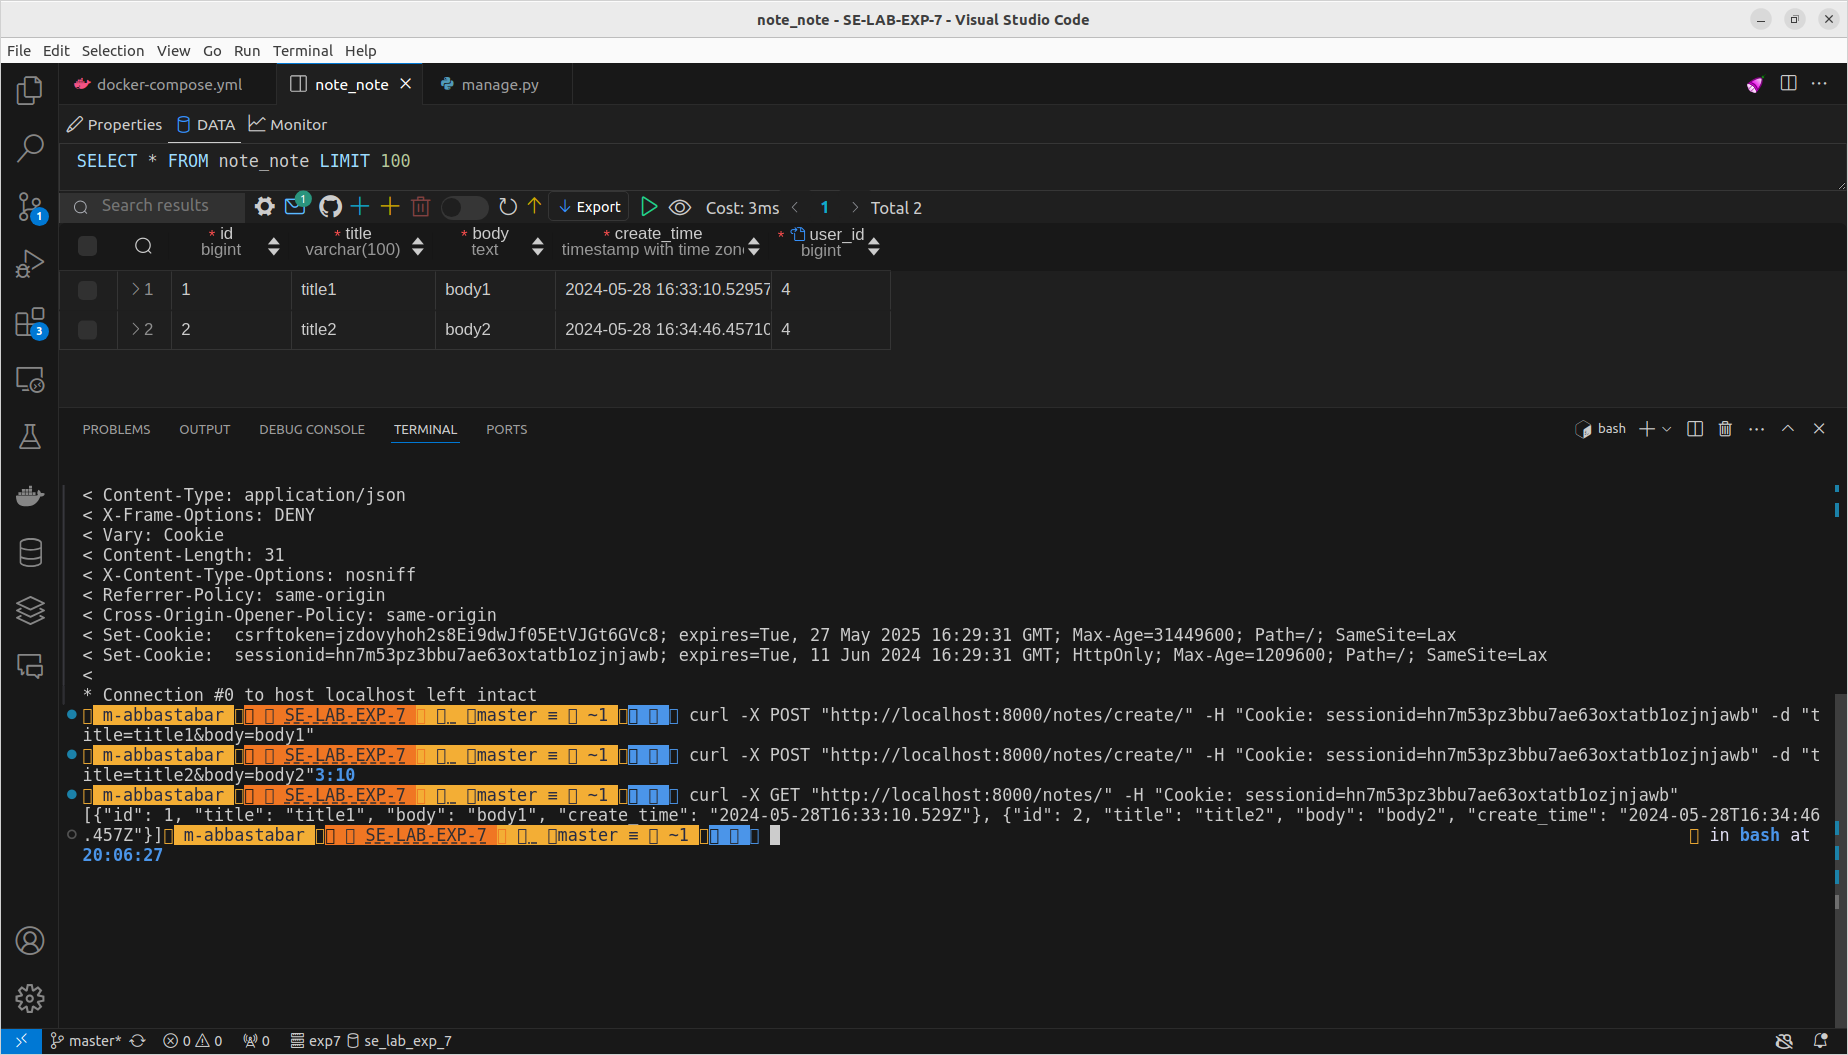 note_note - SE-LAB-EXP-7 - Visual Studio Code
File Edit Selection View Go Run Terminal Help
docker-compose.yml note_note manage.py
Properties DATA Monitor
SELECT * FROM note_note LIMIT 100
Search results 1 Export Cost: 3ms 1 Total 2
* id * title * body * create_time * user_id
bigint varchar(100) text timestamp with time zon bigint
1 1 title1 body1 2024-05-28 16:33:10.52957 4
2 2 title2 body2 2024-05-28 16:34:46.4571 4
1
3
PROBLEMS OUTPUT DEBUG CONSOLE TERMINAL PORTS bash
< Content-Type: application/json
< X-Frame-Options: DENY
< Vary: Cookie
< Content-Length: 31
< X-Content-Type-Options: nosniff
< Referrer-Policy: same-origin
< Cross-Origin-Opener-Policy: same-origin
< Set-Cookie:  csrftoken=jzdovyhoh2s8Ei9dwJf05EtVJGt6GVc8; expires=Tue, 27 May 2025 16:29:31 GMT; Max-Age=31449600; Path=/; SameSite=Lax
< Set-Cookie:  sessionid=hn7m53pz3bbu7ae63oxtatb1ozjnjawb; expires=Tue, 11 Jun 2024 16:29:31 GMT; HttpOnly; Max-Age=1209600; Path=/; SameSite=Lax
<
* Connection #0 to host localhost left intact
m-abbastabar SE-LAB-EXP-7 master ≡ ~1 curl -X POST "http://localhost:8000/notes/create/" -H "Cookie: sessionid=hn7m53pz3bbu7ae63oxtatb1ozjnjawb" -d "t
itle=title1&body=body1"
m-abbastabar SE-LAB-EXP-7 master ≡ ~1 curl -X POST "http://localhost:8000/notes/create/" -H "Cookie: sessionid=hn7m53pz3bbu7ae63oxtatb1ozjnjawb" -d "t
itle=title2&body=body2"3:10
m-abbastabar SE-LAB-EXP-7 master ≡ ~1 curl -X GET "http://localhost:8000/notes/" -H "Cookie: sessionid=hn7m53pz3bbu7ae63oxtatb1ozjnjawb"
[{"id": 1, "title": "title1", "body": "body1", "create_time": "2024-05-28T16:33:10.529Z"}, {"id": 2, "title": "title2", "body": "body2", "create_time": "2024-05-28T16:34:46
.457Z"}] m-abbastabar SE-LAB-EXP-7 master ≡ ~1 in bash at
20:06:27
master* 0 0 0 exp7 se_lab_exp_7